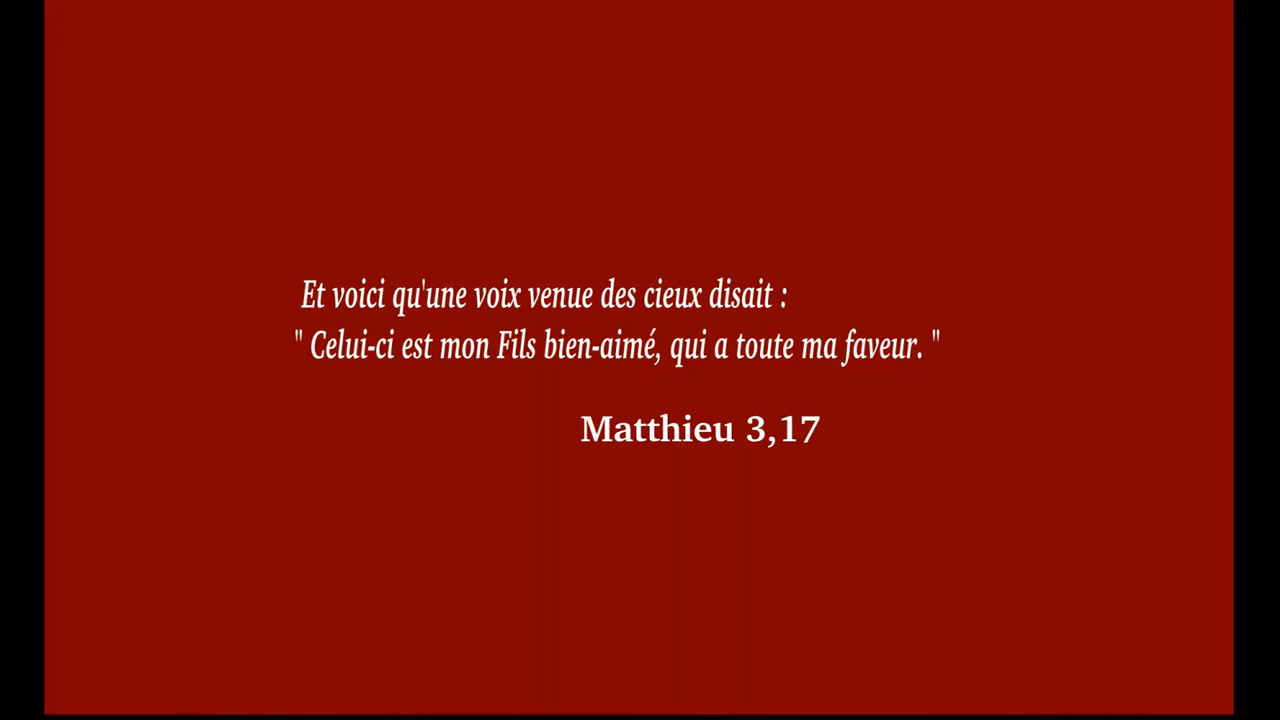 Et voici qu'une voix venue des cieux disait :
" Celui-ci est mon Fils bien-aimé, qui a toute ma faveur. "
Matthieu 3,17